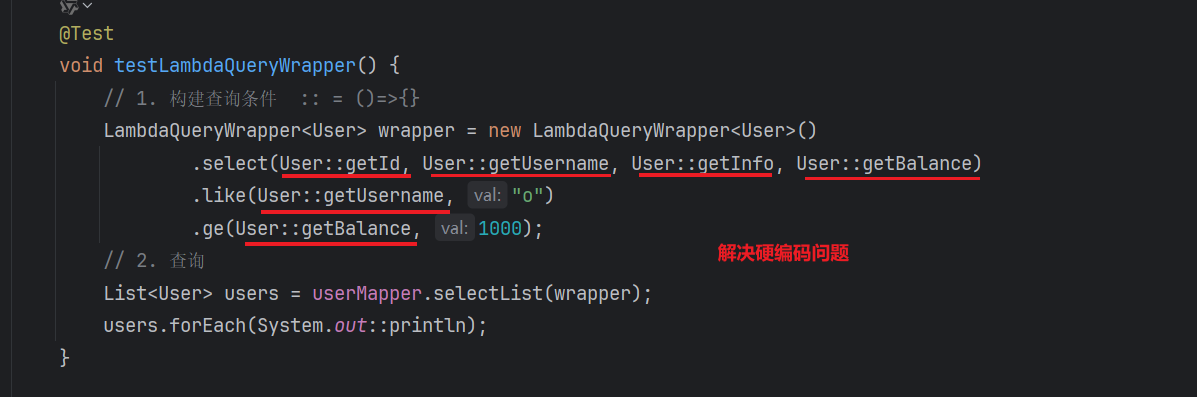 @Test
void testLambdaQueryWrapper() {
// 1. 构建查询条件  :: = ()=>{}
LambdaQueryWrapper<User> wrapper = new LambdaQueryWrapper<User>()
.select(User::getId, User::getUsername, User::getInfo, User::getBalance)
.like(User::getUsername, val: "o")
.ge(User::getBalance, val: 1000);
解决硬编码问题
// 2. 查询
List<User> users = userMapper.selectList(wrapper);
users.forEach(System.out::println);
}